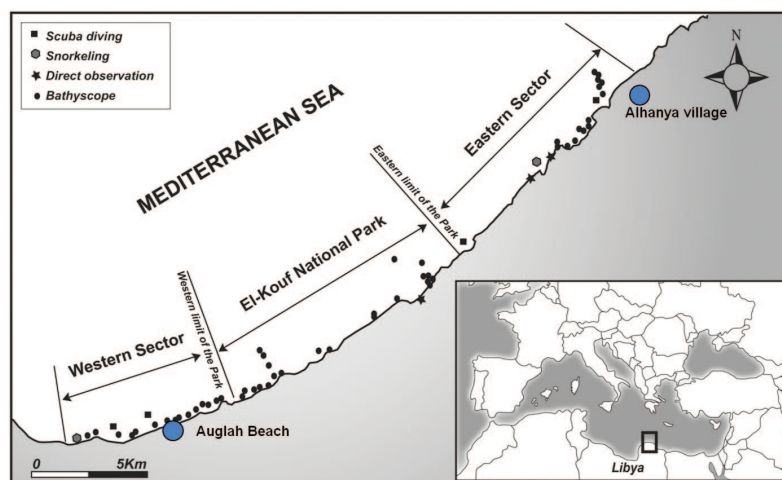 Scuba diving
Snorkeling
Direct observation
Bathyscope
N
MEDITERRANEAN SEA
Eastern Sector
Alhanya village
Eastern limit of the Park
El-Kouf National Park
Western limit of the Park
Western Sector
Auglah Beach
0 5Km
Libya